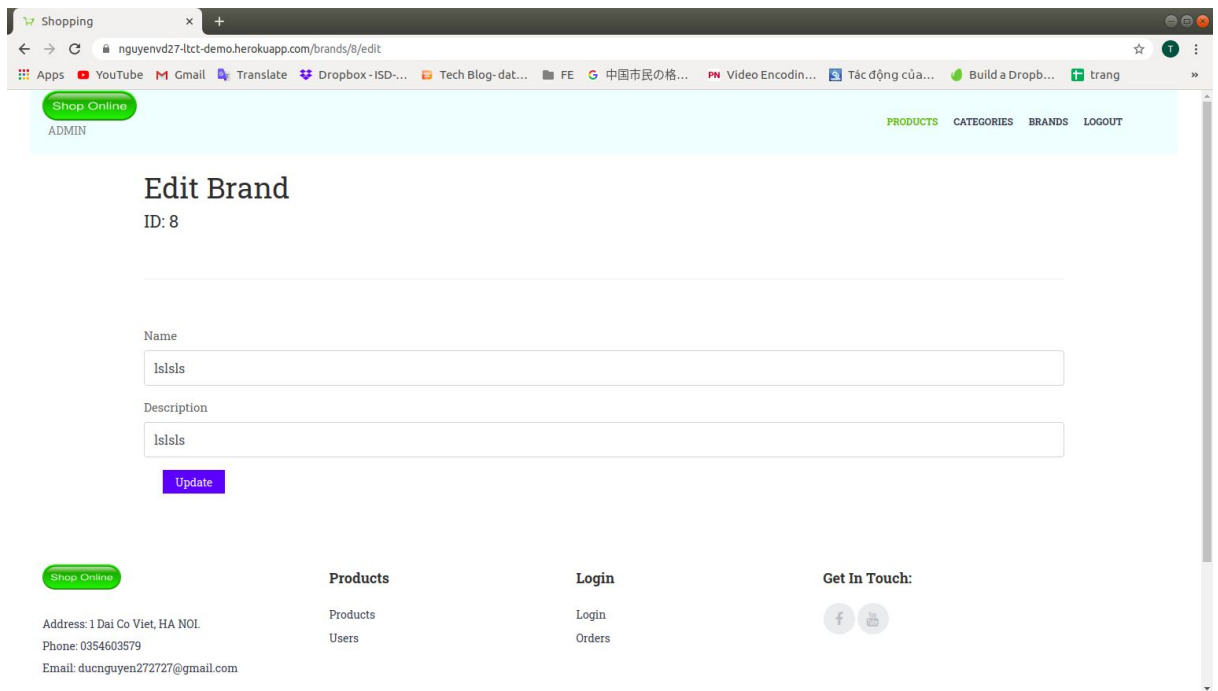 Shopping
nguyenvd27-ltct-demo.herokuapp.com/brands/8/edit
T
Apps YouTube Gmail Translate Dropbox - ISD-... Tech Blog- dat... FE 中国市民の格... PN Video Encodin... Tác động của... Build a Dropb... trang »
Shop Online
ADMIN
PRODUCTS CATEGORIES BRANDS LOGOUT
Edit Brand
ID: 8
Name
lslsls
Description
lslsls
Update
Shop Online
Address: 1 Dai Co Viet, HA NOI.
Phone: 0354603579
Email: ducnguyen272727@gmail.com
Products
Products
Users
Login
Login
Orders
Get In Touch: